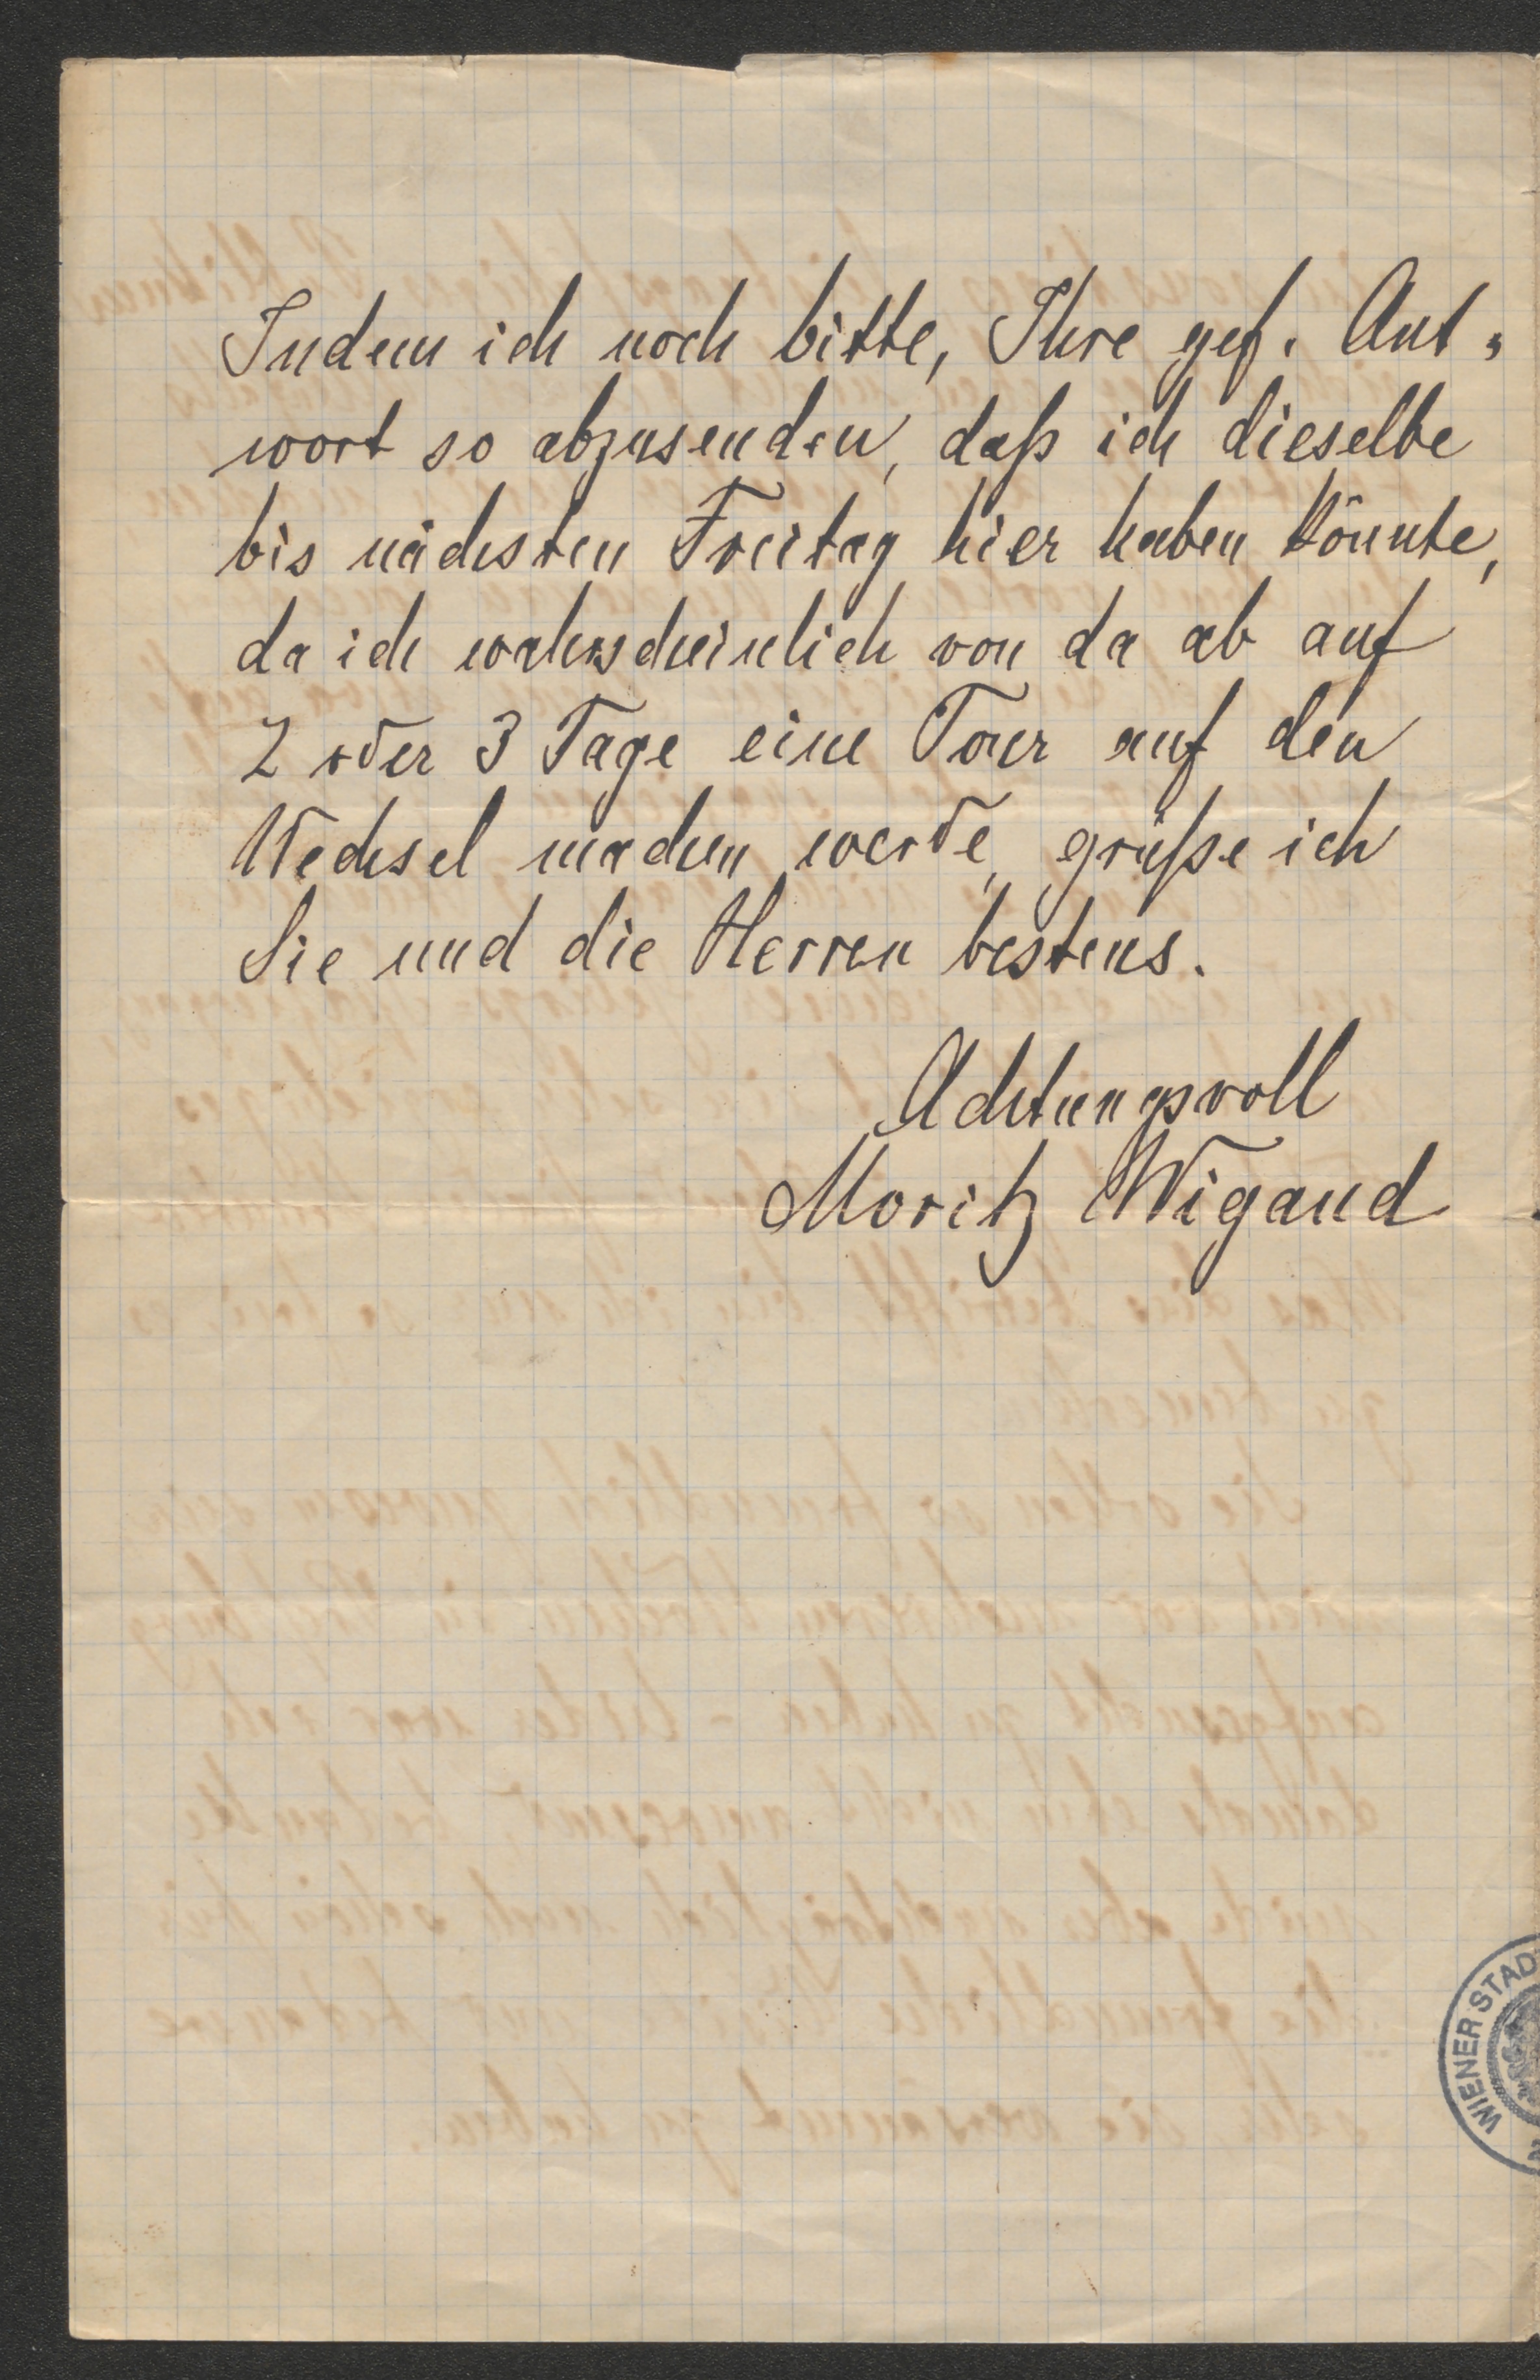 Indem ich noch bitte, Ihre gef. Ant-
wort so abzusenden, daß ich dieselbe
bis nächsten Freitag hier haben könnte,
da ich wahrscheinlich von da ab auf
2 oder 3 Tage eine Tour auf den
Wechsel machen werde, grüße ich
Sie und die Herren bestens.
Achtungsvoll
Moritz Wigand
WIENER STAD